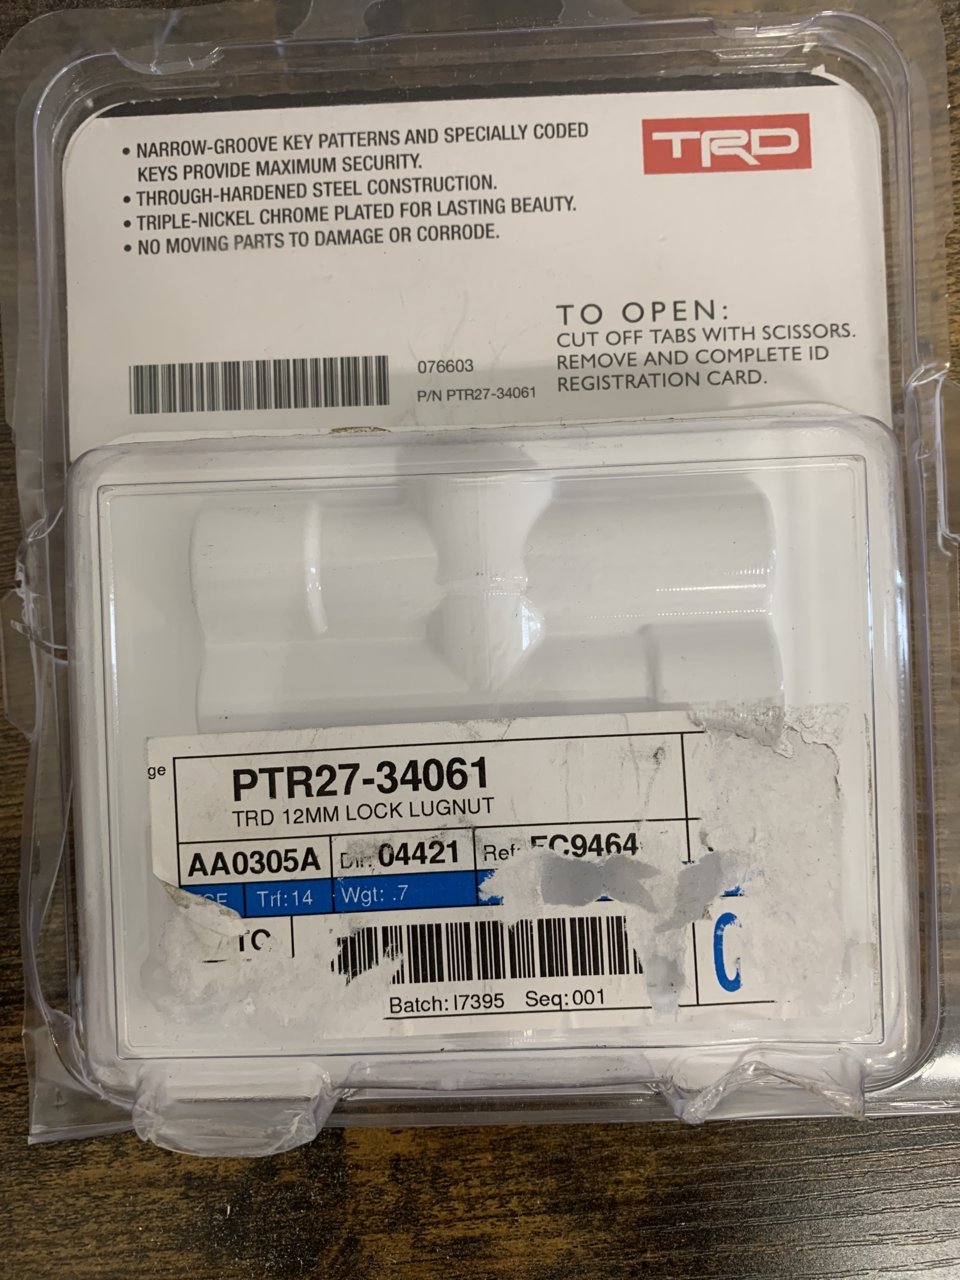 • NARROW-GROOVE KEY PATTERNS AND SPECIALLY CODED
KEYS PROVIDE MAXIMUM SECURITY.
• THROUGH-HARDENED STEEL CONSTRUCTION.
• TRIPLE-NICKEL CHROME PLATED FOR LASTING BEAUTY.
• NO MOVING PARTS TO DAMAGE OR CORRODE.
TRD
TO OPEN:
CUT OFF TABS WITH SCISSORS.
REMOVE AND COMPLETE ID
REGISTRATION CARD.
076603
P/N PTR27-34061
ge
PTR27-34061
TRD 12MM LOCK LUGNUT
AA0305A 04421 Ref: FC9464
Trf:14 Wgt: .7
Batch: I7395 Seq:001